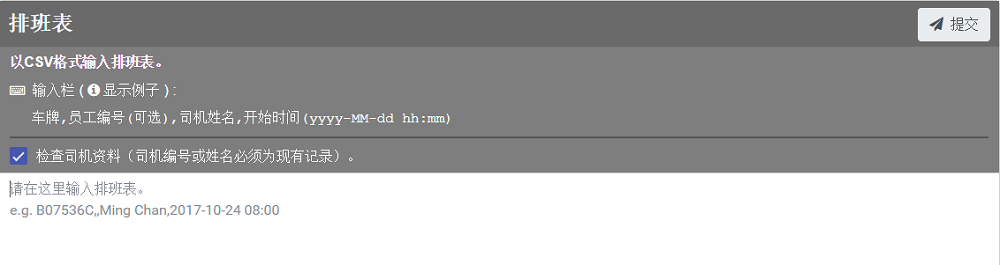 排班表
提交
以CSV格式输入排班表。
输入栏 (显示例子):
车牌,员工编号(可选),司机姓名,开始时间(yyyy-MM-dd hh:mm)
检查司机资料（司机编号或姓名必须为现有记录）。
请在这里输入排班表。
e.g. B07536C,,Ming Chan,2017-10-24 08:00